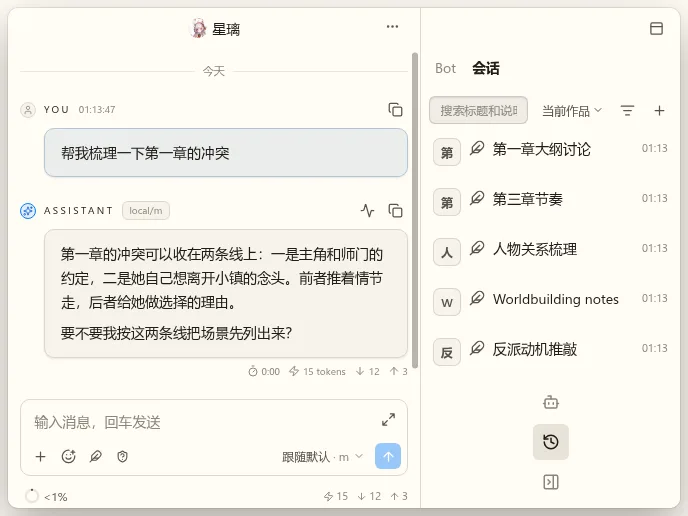 星璃
今天
YOU 01:13:47
帮我梳理一下第一章的冲突
ASSISTANT local/m
第一章的冲突可以收在两条线上：一是主角和师门的
约定，二是她自己想离开小镇的念头。前者推着情节
走，后者给她做选择的理由。
要不要我按这两条线把场景先列出来？
0:00 15 tokens 12 3
输入消息，回车发送
跟随默认 · m
<1% 15 12 3
Bot 会话
搜索标题和说明 当前作品
第 第一章大纲讨论 01:13
第 第三章节奏 01:13
人 人物关系梳理 01:13
W Worldbuilding notes 01:13
反 反派动机推敲 01:13